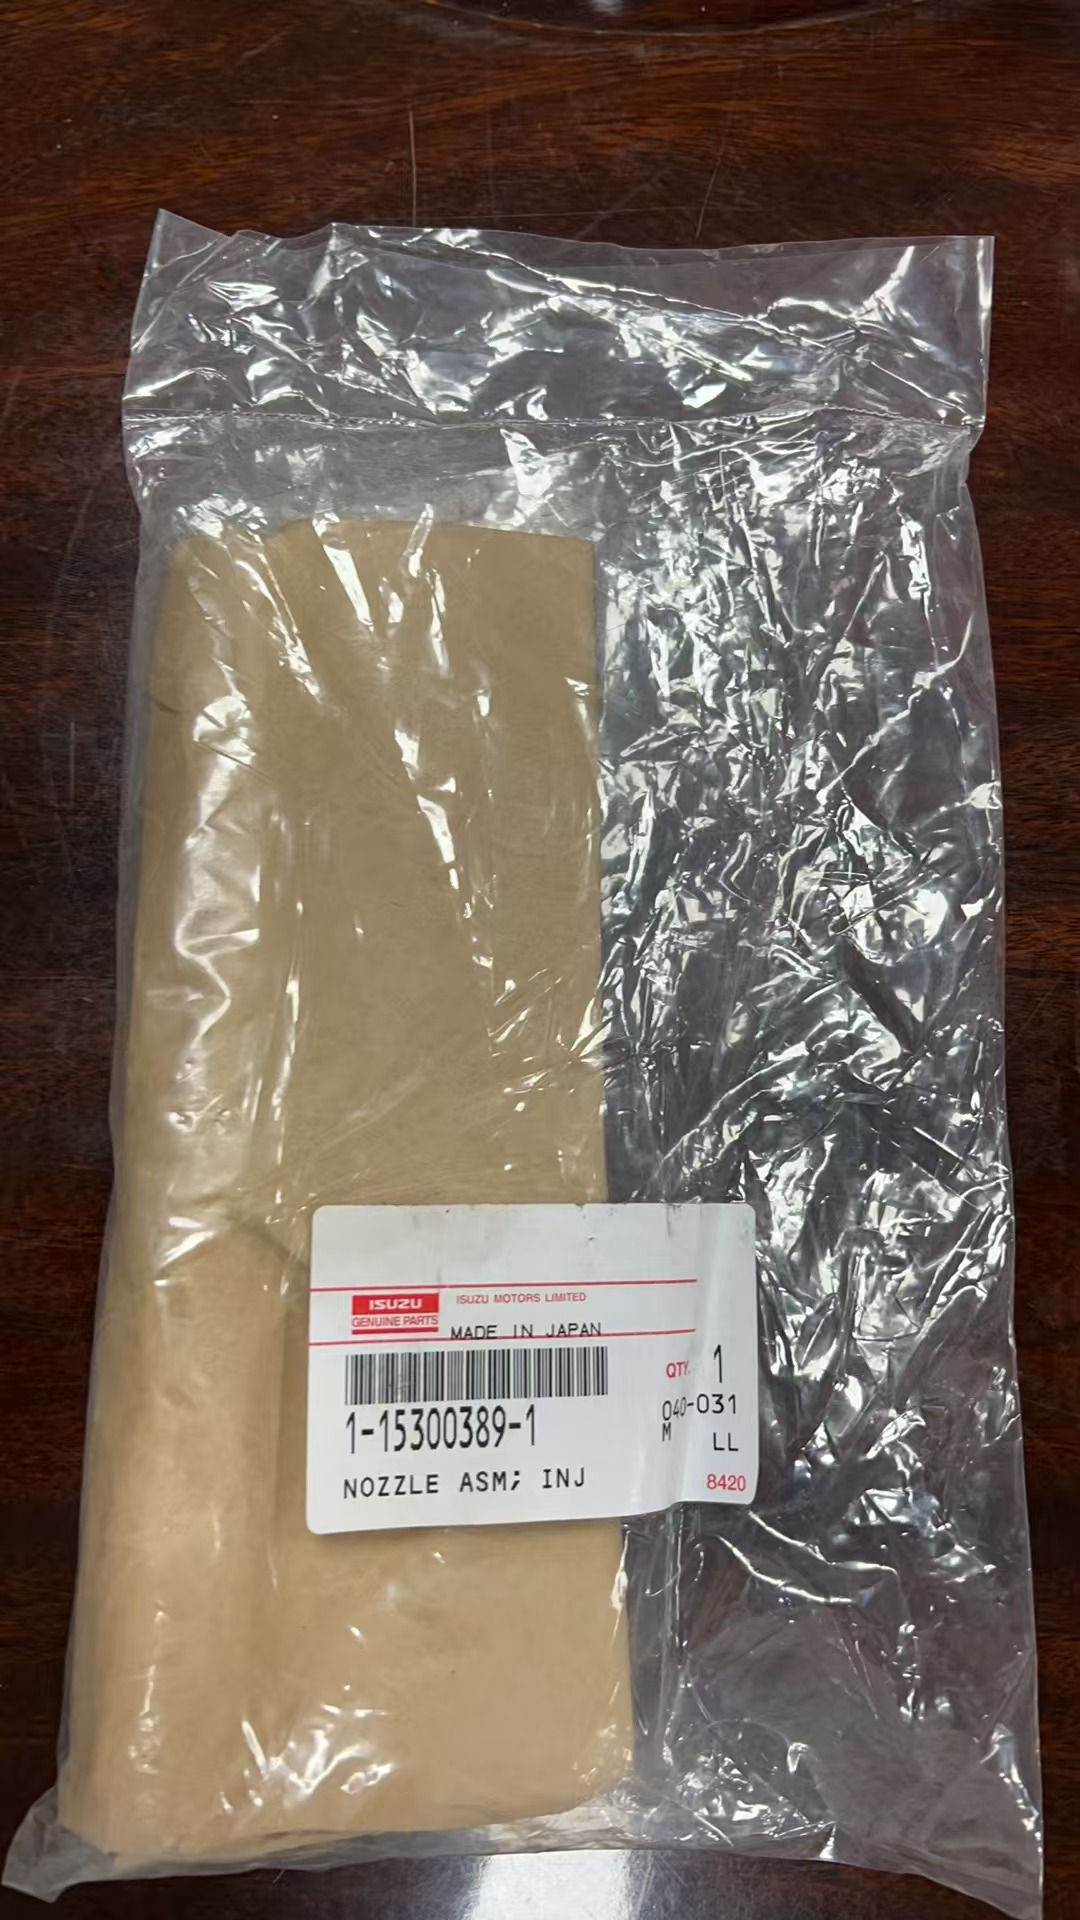 ISUZU
GENUINE PARTS
ISUZU MOTORS LIMITED
MADE IN JAPAN
QTY. 1
1-15300389-1
040-031
M LL
NOZZLE ASM; INJ
8420